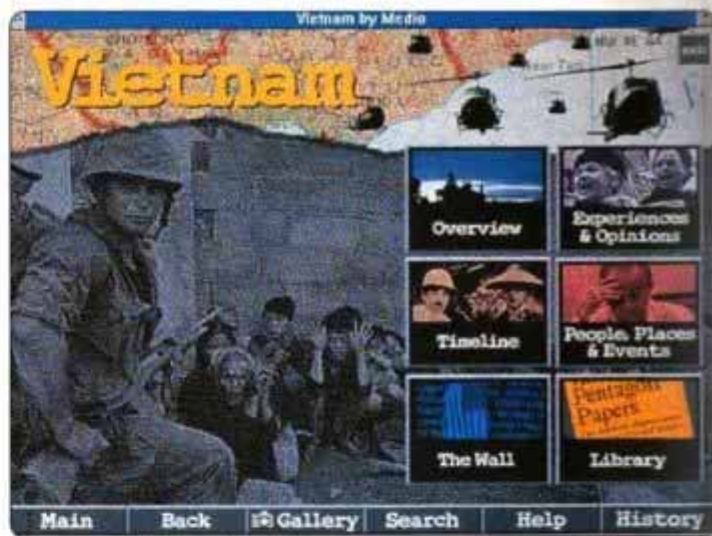 Vietnam by Medio
Vietnam
Overview
Experiences
& Opinions
Timeline
People, Places
& Events
The Wall
Pentagon
Papers
Library
Main
Back
Gallery
Search
Help
History